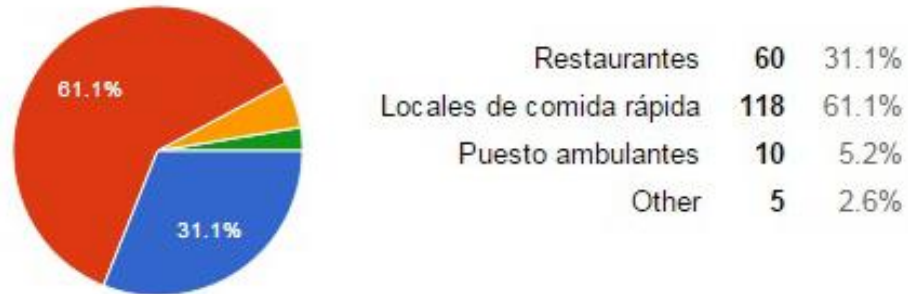 61.1%
31.1%
Restaurantes 60 31.1%
Locales de comida rápida 118 61.1%
Puesto ambulantes 10 5.2%
Other 5 2.6%